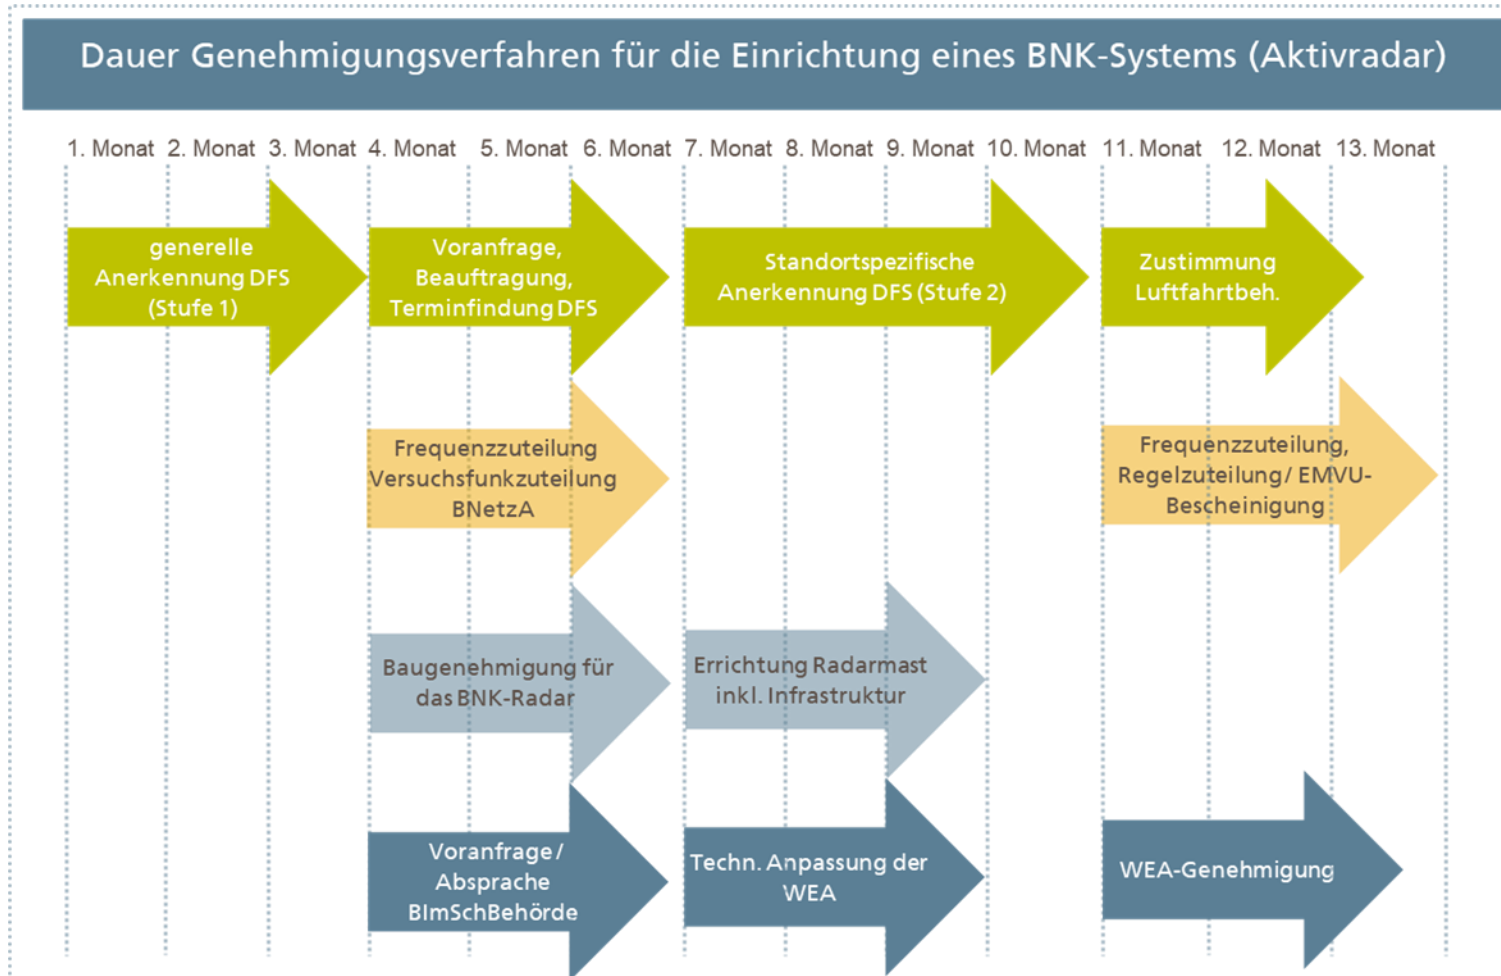 Dauer Genehmigungsverfahren für die Einrichtung eines BNK-Systems (Aktivradar)
1. Monat 2. Monat 3. Monat 4. Monat 5. Monat 6. Monat 7. Monat 8. Monat 9. Monat 10. Monat 11. Monat 12. Monat 13. Monat
generelle
Anerkennung DFS
(Stufe 1)
Voranfrage,
Beauftragung,
Terminfindung DFS
Standortspezifische
Anerkennung DFS (Stufe 2)
Zustimmung
Luftfahrtbeh.
Frequenzzuteilung
Versuchsfunkzuteilung
BNetzA
Frequenzzuteilung,
Regelzuteilung/ EMVU-
Bescheinigung
Baugenehmigung für
das BNK-Radar
Errichtung Radarmast
inkl. Infrastruktur
Voranfrage/
Absprache
BImSchBehörde
Techn. Anpassung der
WEA
WEA-Genehmigung